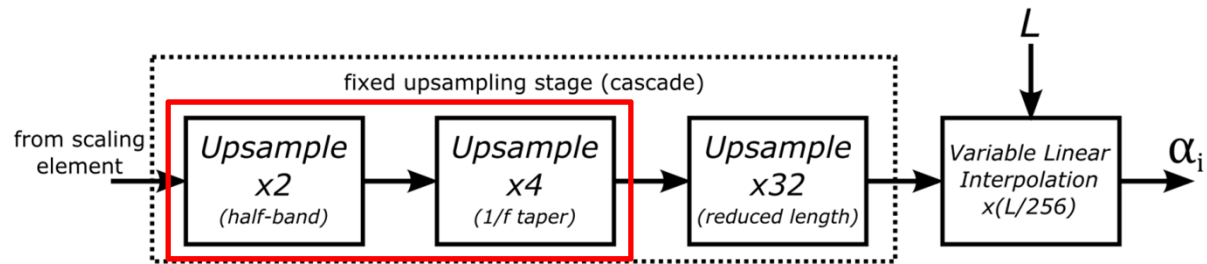 L
fixed upsampling stage (cascade)
from scaling
element
Upsample
x2
(half-band)
Upsample
x4
(1/f taper)
Upsample
x32
(reduced length)
Variable Linear
Interpolation
x(L/256)
αi